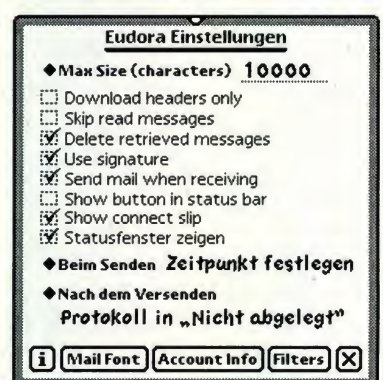 Eudora Einstellungen
◆Max Size (characters) 10000
Download headers only
Skip read messages
Delete retrieved messages
Use signature
Send mail when receiving
Show button in status bar
Show connect slip
Statusfenster zeigen
◆Beim Senden Zeitpunkt festlegen
◆Nach dem Versenden
Protokoll in „Nicht abgelegt"
i Mail Font Account Info Filters X